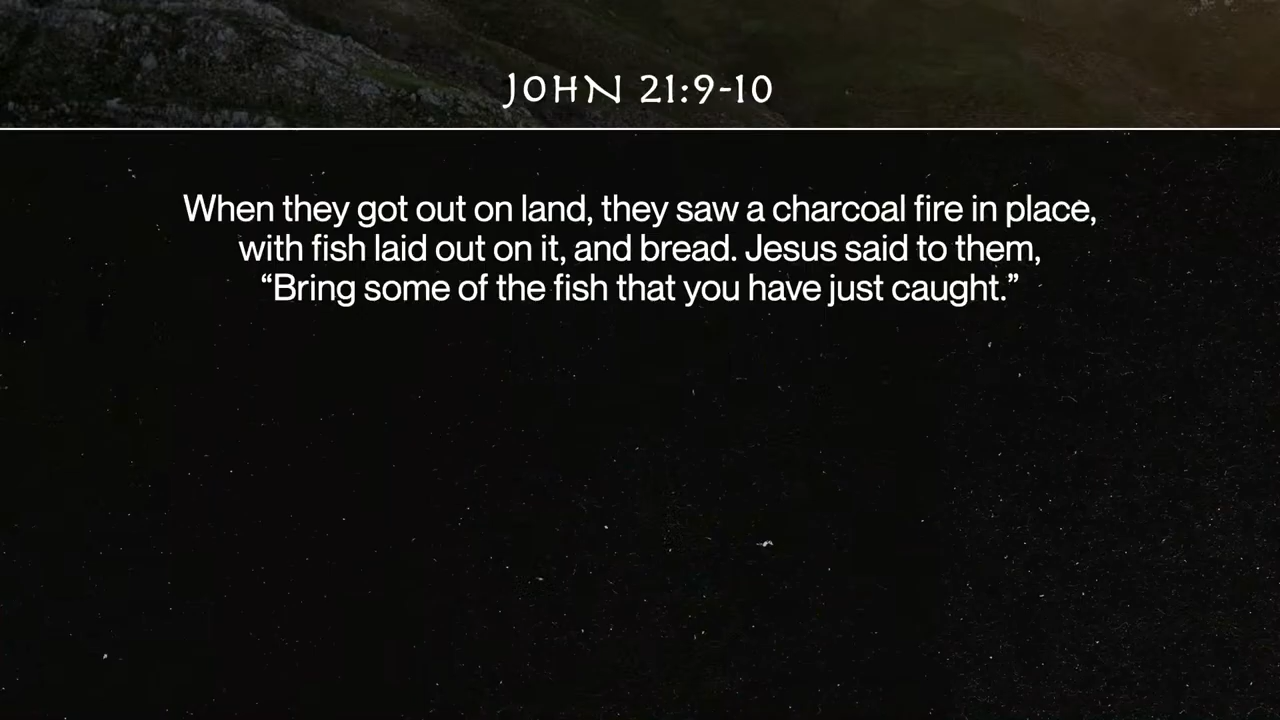 JOHN 21:9-10
When they got out on land, they saw a charcoal fire in place,
with fish laid out on it, and bread. Jesus said to them,
“Bring some of the fish that you have just caught.”